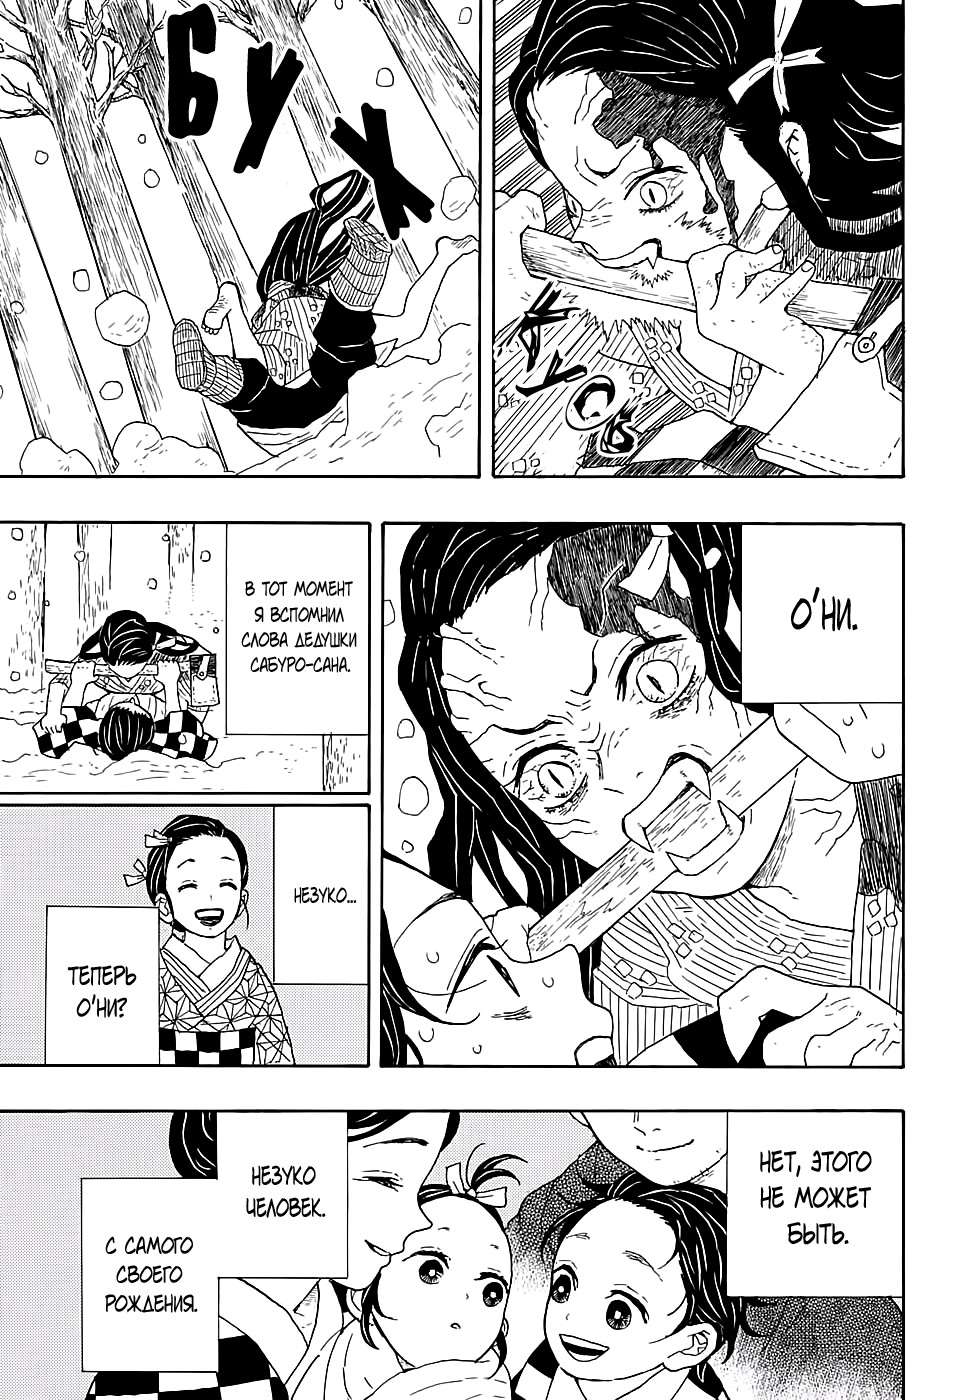 КУСЬ
БУХ
О'НИ.
В ТОТ МОМЕНТ
Я ВСПОМНИЛ
СЛОВА ДЕДУШКИ
САБУРО-САНА.
НЕЗУКО...
ТЕПЕРЬ
О'НИ?
НЕТ, ЭТОГО
НЕ МОЖЕТ
БЫТЬ.
НЕЗУКО
ЧЕЛОВЕК.
С САМОГО
СВОЕГО
РОЖДЕНИЯ.